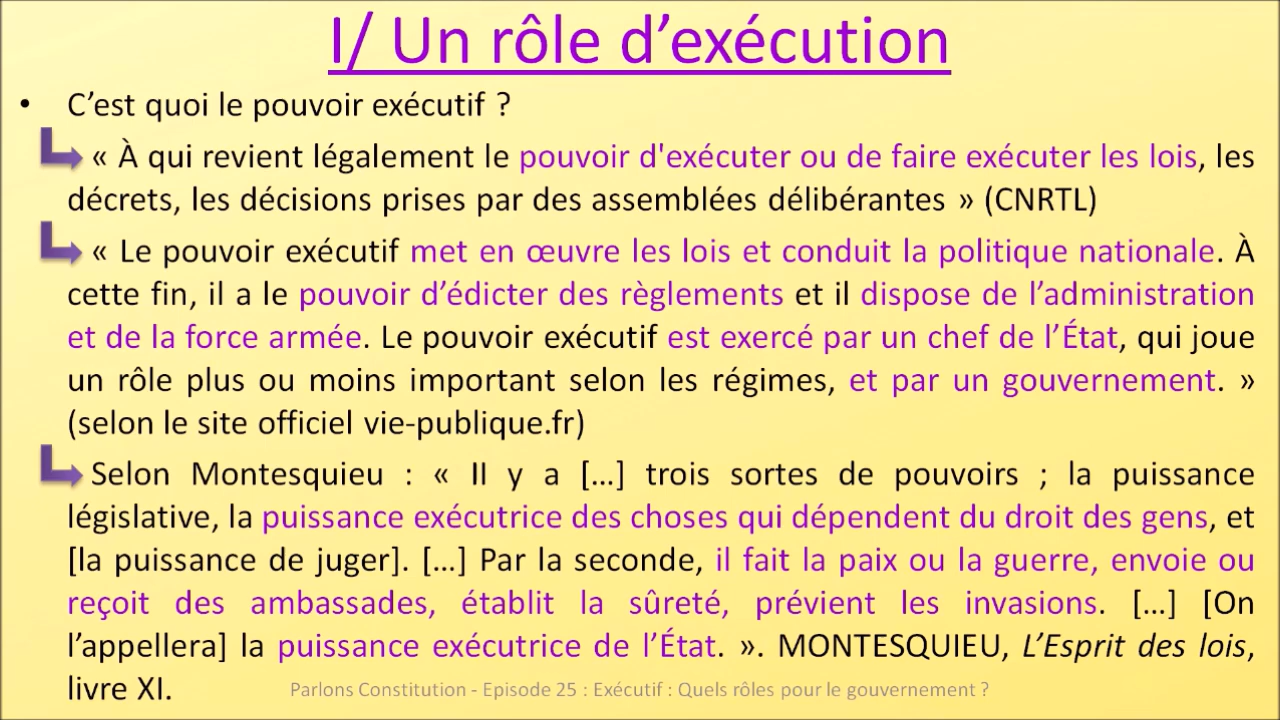 I/ Un rôle d’exécution
• C’est quoi le pouvoir exécutif ?
« À qui revient légalement le pouvoir d'exécuter ou de faire exécuter les lois, les
décrets, les décisions prises par des assemblées délibérantes » (CNRTL)
« Le pouvoir exécutif met en œuvre les lois et conduit la politique nationale. À
cette fin, il a le pouvoir d’édicter des règlements et il dispose de l’administration
et de la force armée. Le pouvoir exécutif est exercé par un chef de l’État, qui joue
un rôle plus ou moins important selon les régimes, et par un gouvernement. »
(selon le site officiel vie-publique.fr)
Selon Montesquieu : « Il y a […] trois sortes de pouvoirs ; la puissance
législative, la puissance exécutrice des choses qui dépendent du droit des gens, et
[la puissance de juger]. […] Par la seconde, il fait la paix ou la guerre, envoie ou
reçoit des ambassades, établit la sûreté, prévient les invasions. […] [On
l’appellera] la puissance exécutrice de l’État. ». MONTESQUIEU, L’Esprit des lois,
livre XI.
Parlons Constitution - Episode 25 : Exécutif : Quels rôles pour le gouvernement ?